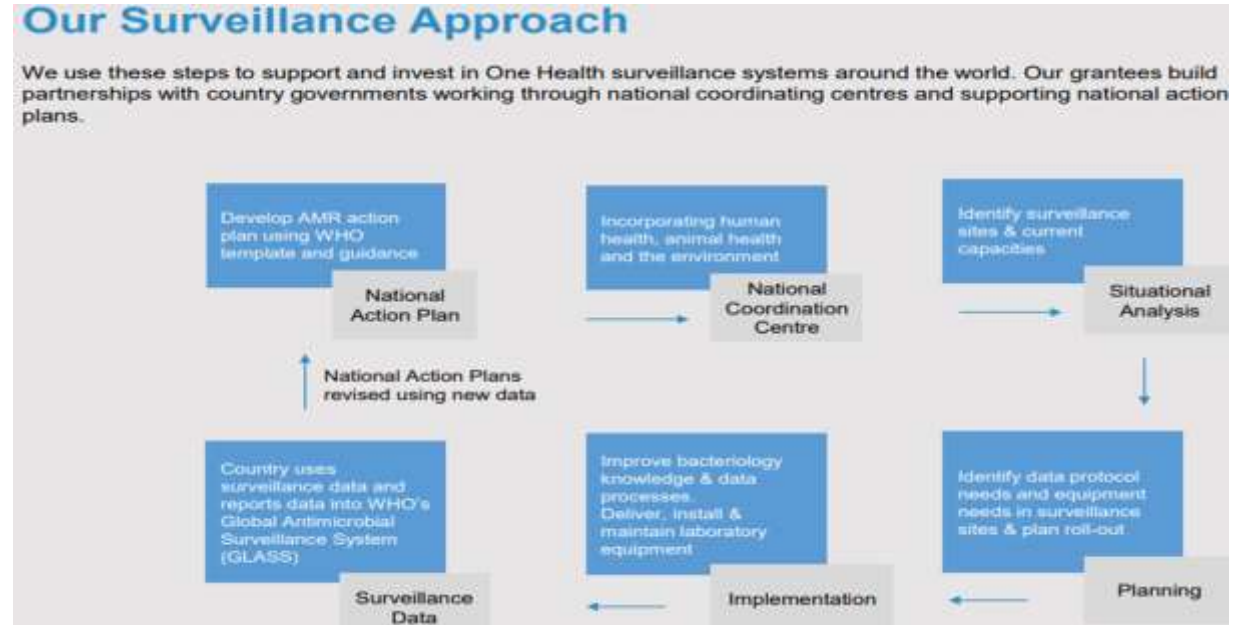 Our Surveillance Approach
We use these steps to support and invest in One Health surveillance systems around the world. Our grantees build
partnerships with country governments working through national coordinating centres and supporting national action
plans.
Develop AMR action
plan using WHO
template and guidance
National
Action Plan
Incorporating human
health, animal health
and the environment
National
Coordination
Centre
Identify surveillance
sites & current
capacities
Situational
Analysis
National Action Plans
revised using new data
Country uses
surveillance data and
reports data into WHO's
Global Antimicrobial
Surveillance System
(GLASS)
Surveillance
Data
Improve bacteriology
knowledge & data
processes.
Deliver, install &
maintain laboratory
equipment
Implementation
Identify data protocol
needs and equipment
needs in surveillance
sites & plan roll-out
Planning